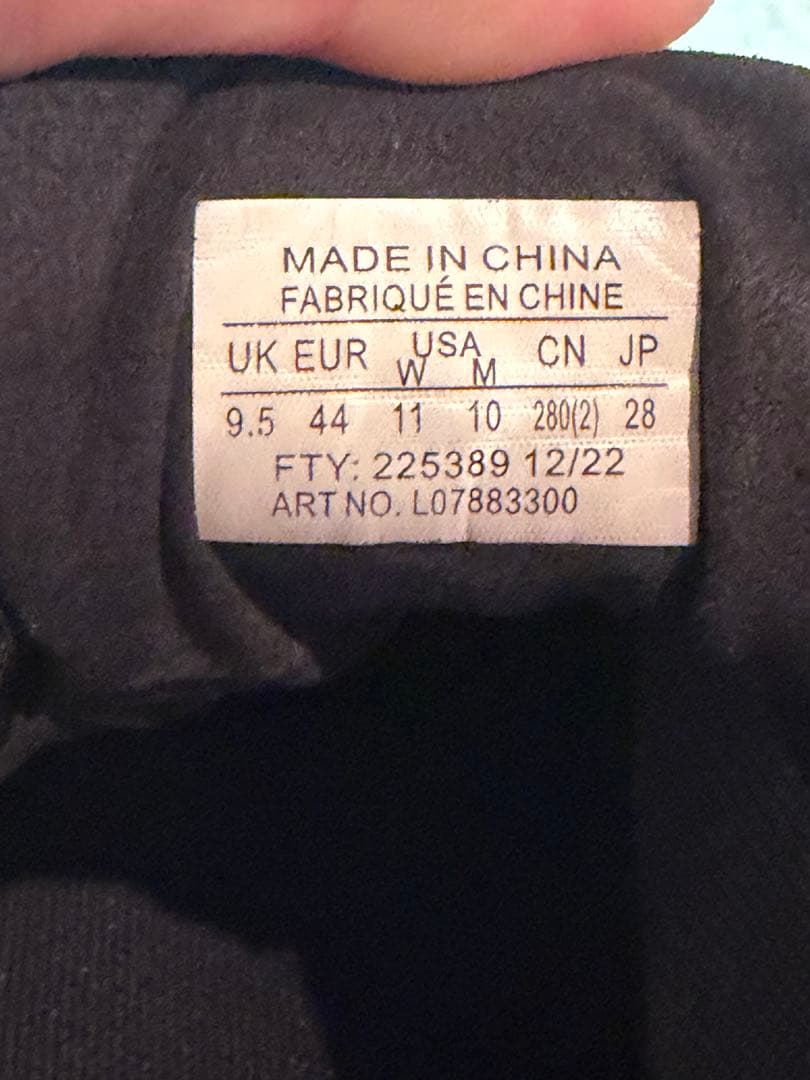 MADE IN CHINA
FABRIQUÉ EN CHINE
UK EUR USA W M CN JP
9.5 44 11 10 280(2) 28
FTY: 225389 12/22
ART NO. L07883300